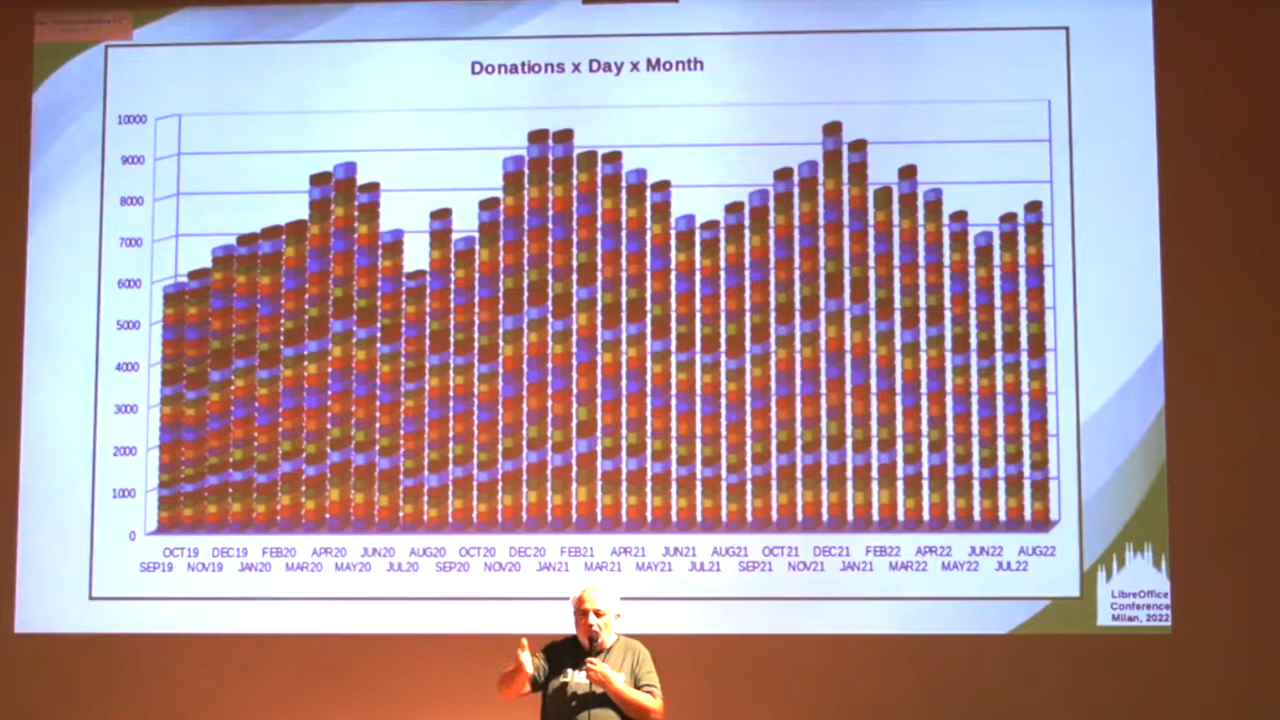 Donations x Day x Month
10000
9000
8000
7000
6000
5000
4000
3000
2000
1000
0
OCT19 DEC19 FEB20 APR20 JUN20 AUG20 OCT20 DEC20 FEB21 APR21 JUN21 AUG21 OCT21 DEC21 FEB22 APR22 JUN22 AUG22
SEP19 NOV19 JAN20 MAR20 MAY20 JUL20 SEP20 NOV20 JAN21 MAR21 MAY21 JUL21 SEP21 NOV21 JAN21 MAR22 MAY22 JUL22
LibreOffice
Conference
Milan, 2022